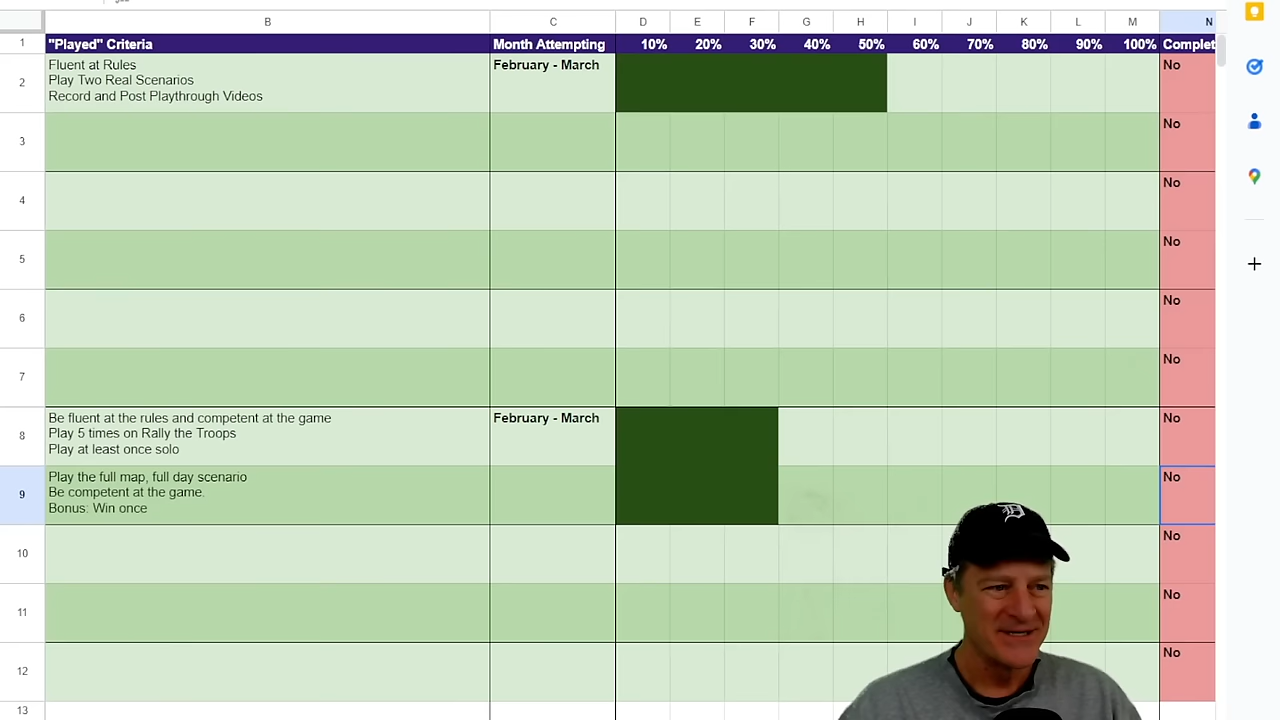 B C D E F G H I J K L M N
1 "Played" Criteria Month Attempting 10% 20% 30% 40% 50% 60% 70% 80% 90% 100% Complet
2 Fluent at Rules February - March No
Play Two Real Scenarios
Record and Post Playthrough Videos
3 No
4 No
5 No
6 No
7 No
8 Be fluent at the rules and competent at the game February - March No
Play 5 times on Rally the Troops
Play at least once solo
9 Play the full map, full day scenario No
Be competent at the game.
Bonus: Win once
10 No
11 No
12 No
13